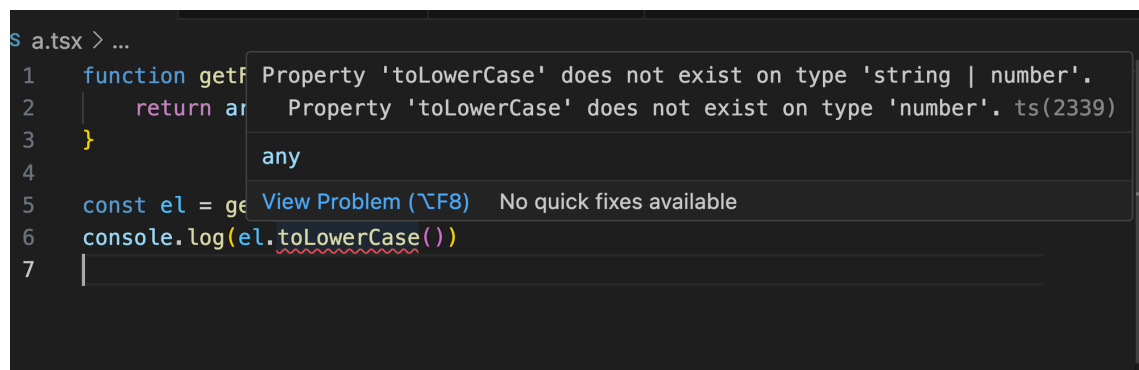 S a.tsx > ...
1 function getF
2 return ar
3 }
4
5 const el = ge
6 console.log(el.toLowerCase())
7
Property 'toLowerCase' does not exist on type 'string | number'.
Property 'toLowerCase' does not exist on type 'number'. ts(2339)
any
View Problem (⌥F8) No quick fixes available